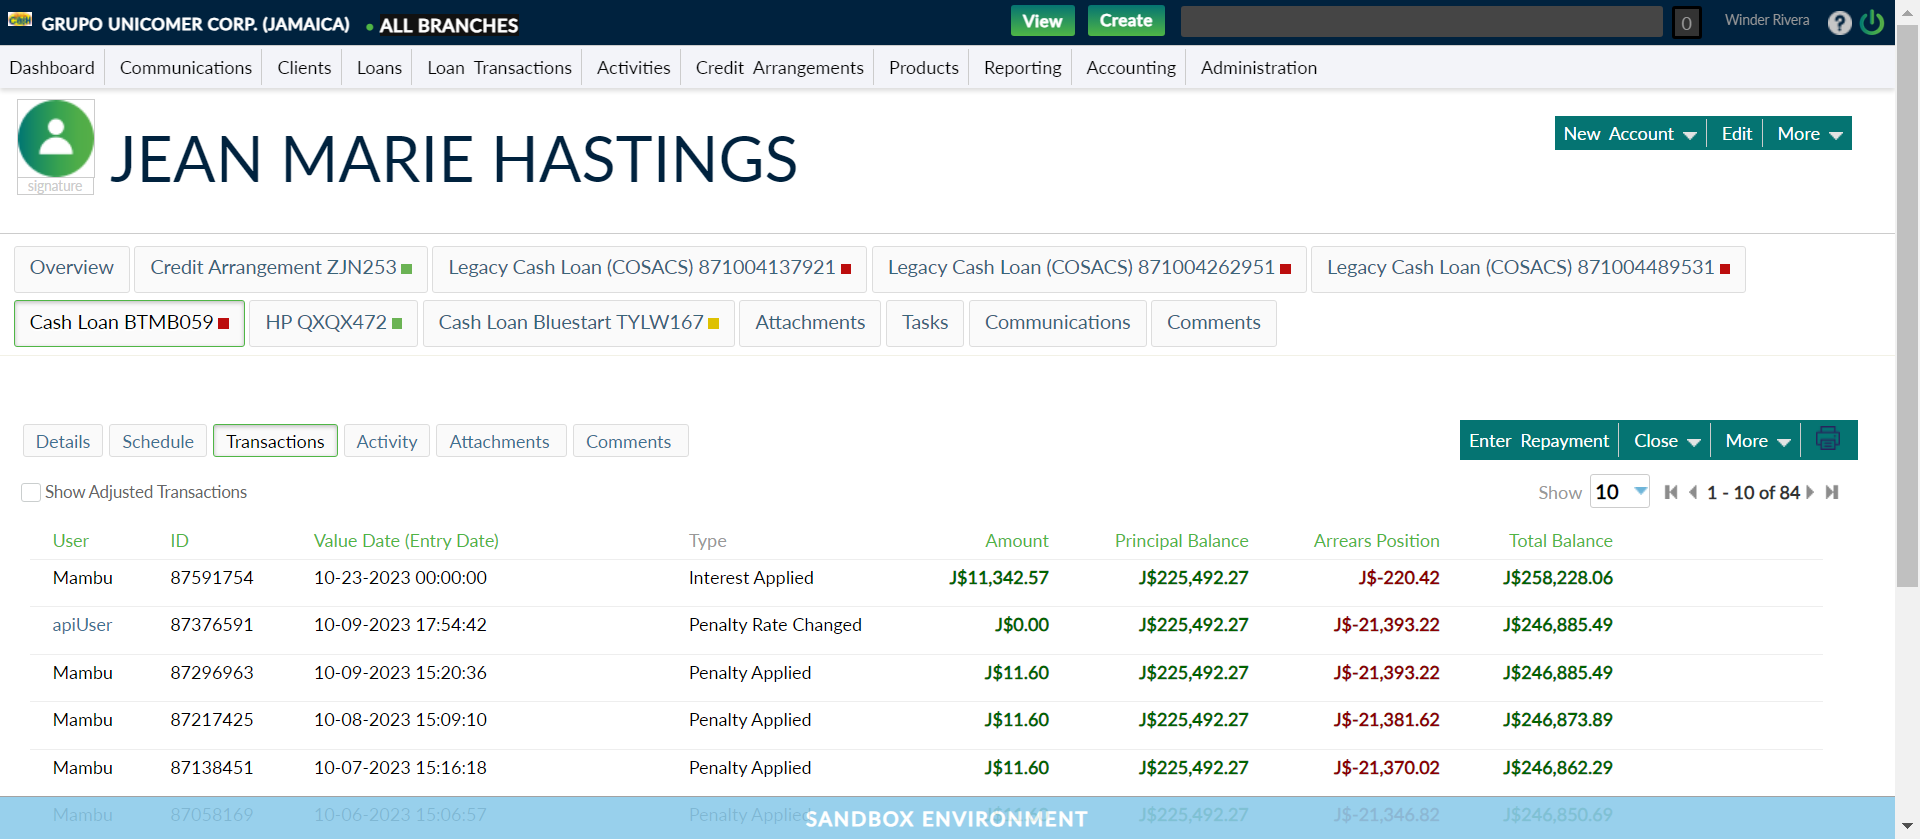 GRUPO UNICOMER CORP. (JAMAICA) • ALL BRANCHES View Create 0 Winder Rivera ?
Dashboard Communications Clients Loans Loan Transactions Activities Credit Arrangements Products Reporting Accounting Administration
signature
JEAN MARIE HASTINGS
New Account Edit More
Overview Credit Arrangement ZJN253 Legacy Cash Loan (COSACS) 871004137921 Legacy Cash Loan (COSACS) 871004262951 Legacy Cash Loan (COSACS) 871004489531
Cash Loan BTMB059 HP QXQX472 Cash Loan Bluestart TYLW167 Attachments Tasks Communications Comments
Details Schedule Transactions Activity Attachments Comments Enter Repayment Close More
Show Adjusted Transactions Show 10 1 - 10 of 84
User ID Value Date (Entry Date) Type Amount Principal Balance Arrears Position Total Balance
Mambu 87591754 10-23-2023 00:00:00 Interest Applied J$11,342.57 J$225,492.27 J$-220.42 J$258,228.06
apiUser 87376591 10-09-2023 17:54:42 Penalty Rate Changed J$0.00 J$225,492.27 J$-21,393.22 J$246,885.49
Mambu 87296963 10-09-2023 15:20:36 Penalty Applied J$11.60 J$225,492.27 J$-21,393.22 J$246,885.49
Mambu 87217425 10-08-2023 15:09:10 Penalty Applied J$11.60 J$225,492.27 J$-21,381.62 J$246,873.89
Mambu 87138451 10-07-2023 15:16:18 Penalty Applied J$11.60 J$225,492.27 J$-21,370.02 J$246,862.29
Mambu 87058169 10-06-2023 15:06:57 Penalty Applied J$225,492.27 J$-21,346.82 J$246,850.69
SANDBOX ENVIRONMENT